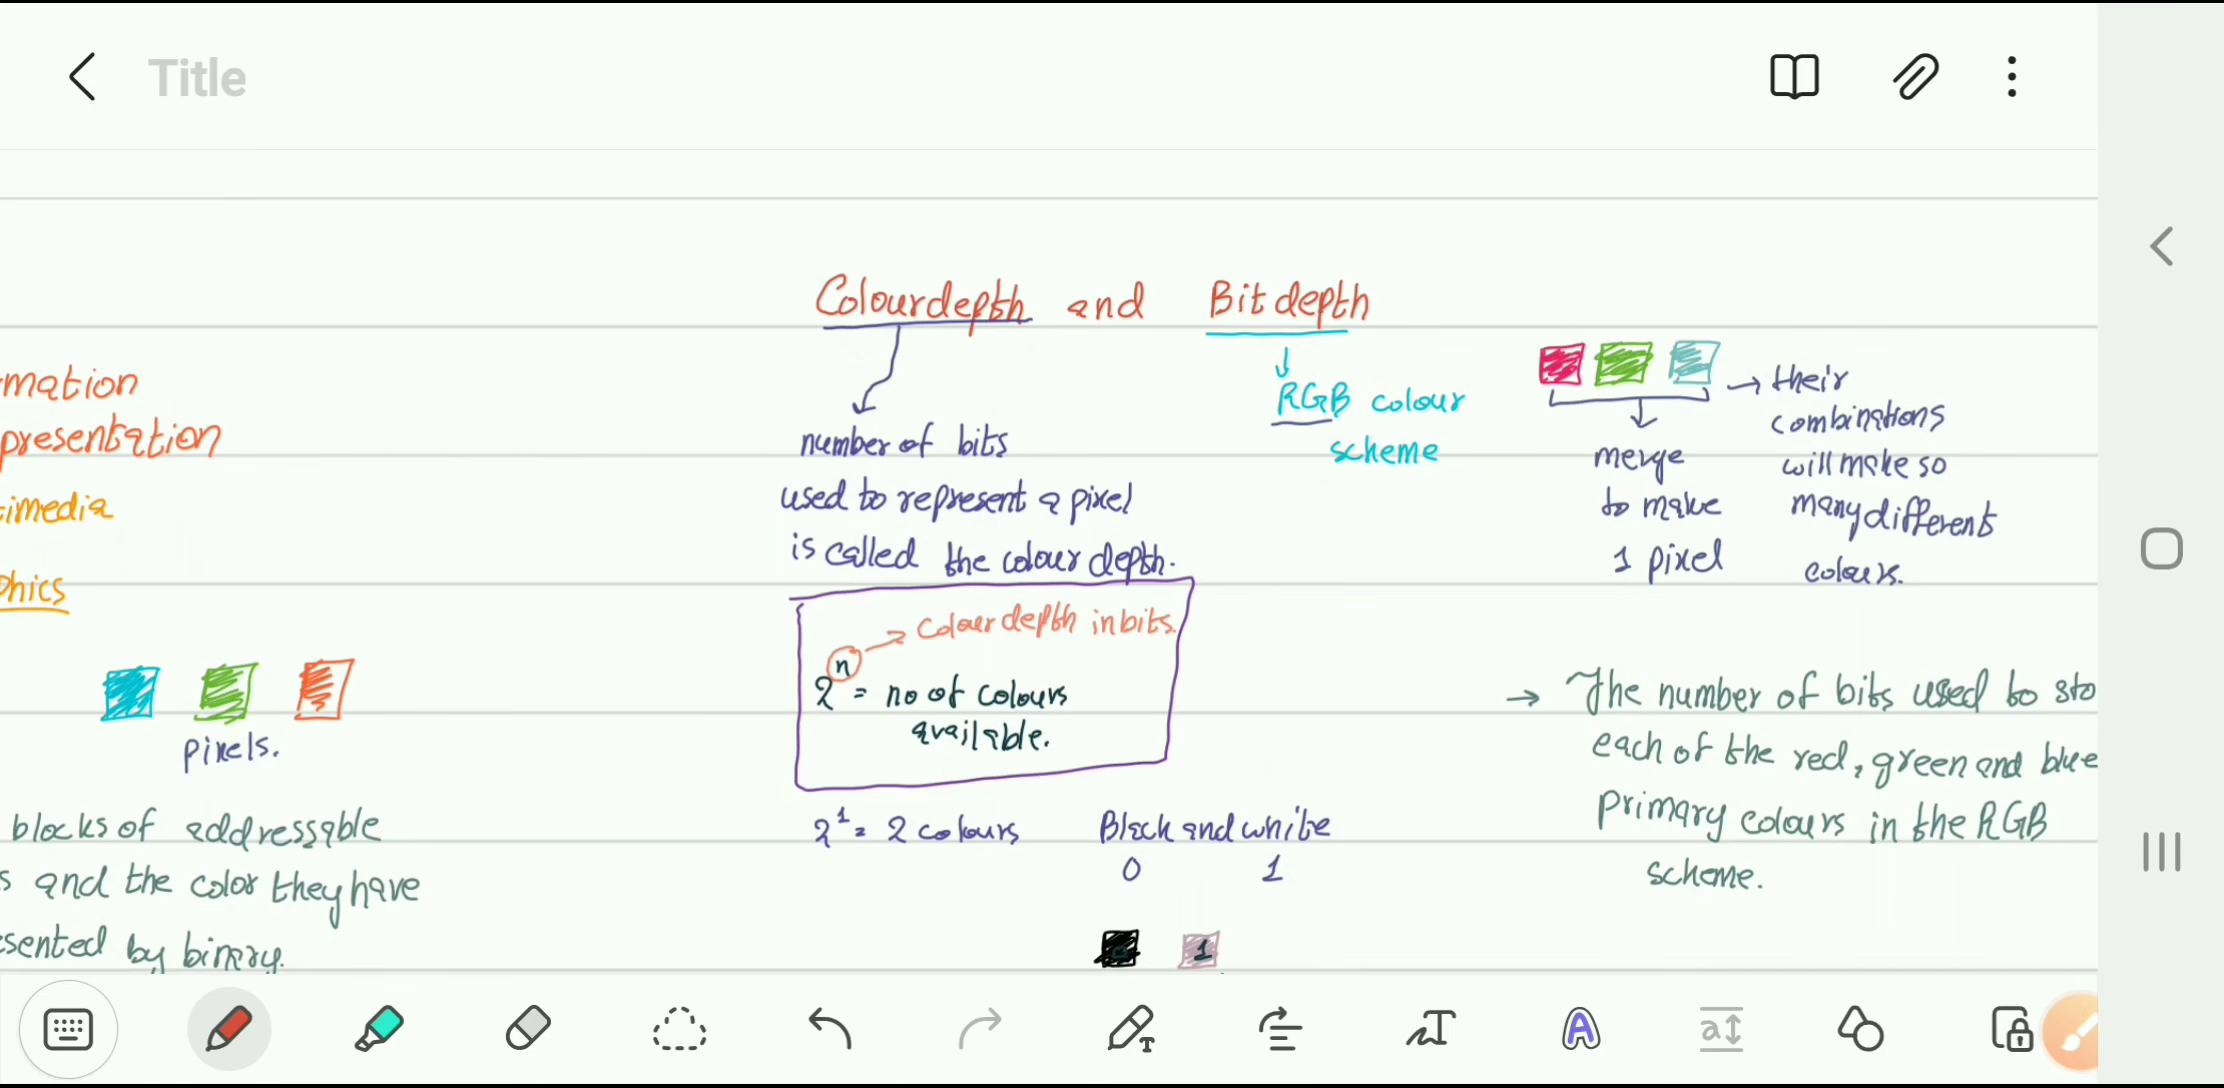 Title
Colourdepth and Bit depth
mation
presentation
imedia
hics
pixels.
blocks of addressable
s and the color they have
sented by binary.
number of bits
used to represent a pixel
is called the colour depth.
n → Colour depth in bits.
2ⁿ = no of colours
available.
2¹ = 2 colours Black and white
0 1
1
↓
RGB colour
scheme
merge
to make
1 pixel
→ their
combinations
will make so
many different
colours.
→ The number of bits used to sto
each of the red, green and blue
primary colours in the RGB
scheme.
T
T
A
a